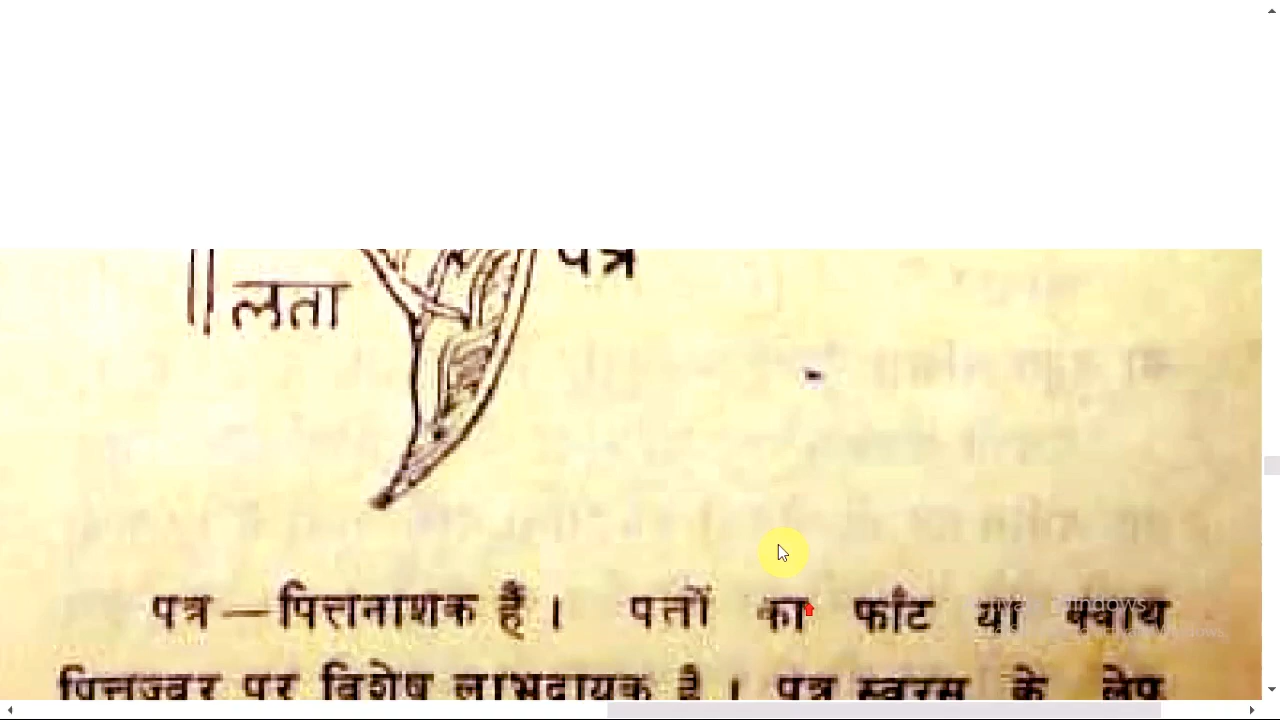 पत्र
लता
पत्र —पित्तनाशक है । पत्तों का फाँट या क्वाथ
पित्तज्वर पर विशेष लाभदायक है । पत्र स्वरस के लेप